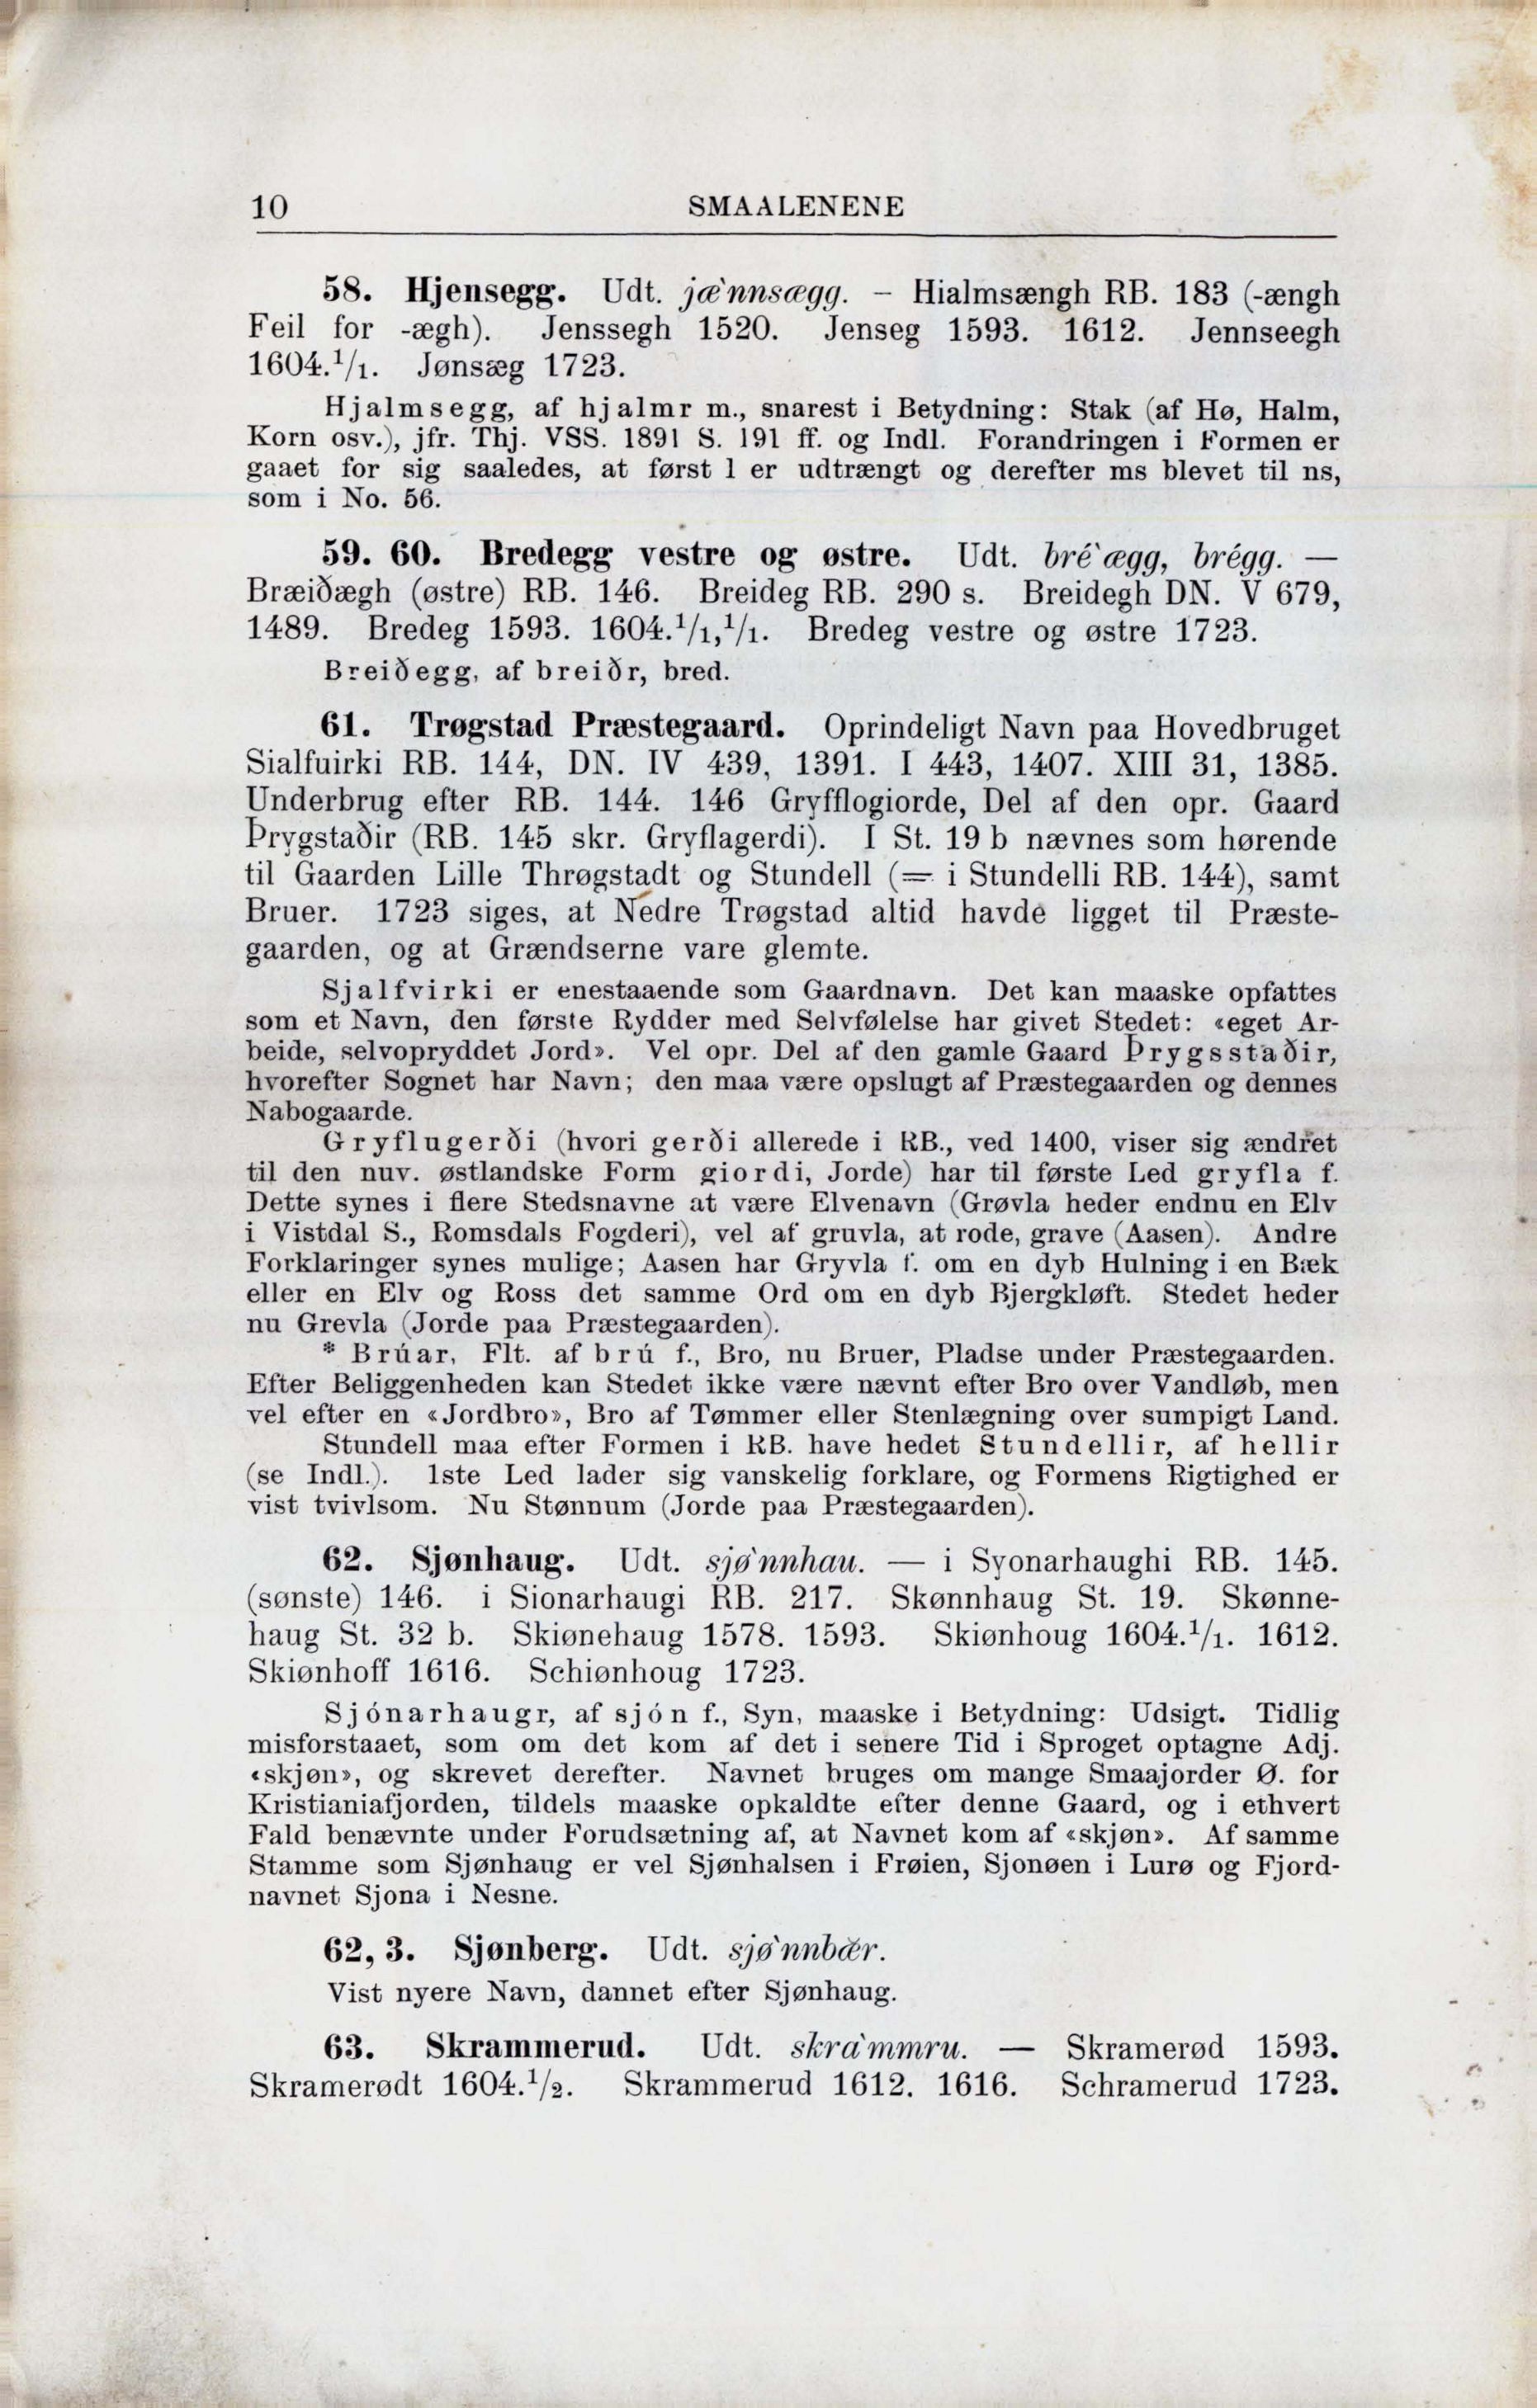 10 SMAALENENE
58. Hjensegg. Udt. jæ̀nnsægg. – Hialmsængh RB. 183 (-ængh
Feil for -ægh). Jenssegh 1520. Jenseg 1593. 1612. Jennseegh
1604.¹/₁. Jønsæg 1723.
Hjalmsegg, af hjalmr m., snarest i Betydning: Stak (af Hø, Halm,
Korn osv.), jfr. Thj. VSS. 1891 S. 191 ff. og Indl. Forandringen i Formen er
gaaet for sig saaledes, at først l er udtrængt og derefter ms blevet til ns,
som i No. 56.
59. 60. Bredegg vestre og østre. Udt. bre`ægg, brégg. —
Bræiðægh (østre) RB. 146. Breideg RB. 290 s. Breidegh DN. V 679,
1489. Bredeg 1593. 1604.¹/₁,¹/₁. Bredeg vestre og østre 1723.
Breiðegg, af breiðr, bred.
61. Trøgstad Præstegaard. Oprindeligt Navn paa Hovedbruget
Sialfuirki RB. 144, DN. IV 439, 1391. I 443, 1407. XIII 31, 1385.
Underbrug efter RB. 144. 146 Gryfflogiorde, Del af den opr. Gaard
Þrygstaðir (RB. 145 skr. Gryflagerdi). I St. 19 b nævnes som hørende
til Gaarden Lille Thrøgstadt og Stundell (= i Stundelli RB. 144), samt
Bruer. 1723 siges, at Nedre Trøgstad altid havde ligget til Præste-
gaarden, og at Grændserne vare glemte.
Sjalfvirki er enestaaende som Gaardnavn. Det kan maaske opfattes
som et Navn, den første Rydder med Selvfølelse har givet Stedet: «eget Ar-
beide, selvopryddet Jord». Vel opr. Del af den gamle Gaard Þrygsstaðir,
hvorefter Sognet har Navn; den maa være opslugt af Præstegaarden og dennes
Nabogaarde.
Gryflugerði (hvori gerði allerede i RB., ved 1400, viser sig ændret
til den nuv. østlandske Form giordi, Jorde) har til første Led gryfla f.
Dette synes i flere Stedsnavne at være Elvenavn (Grøvla heder endnu en Elv
i Vistdal S., Romsdals Fogderi), vel af gruvla, at rode, grave (Aasen). Andre
Forklaringer synes mulige; Aasen har Gryvla f. om en dyb Hulning i en Bæk
eller en Elv og Ross det samme Ord om en dyb Bjergkløft. Stedet heder
nu Grevla (Jorde paa Præstegaarden).
* Brúar, Flt. af brú f., Bro, nu Bruer, Pladse under Præstegaarden.
Efter Beliggenheden kan Stedet ikke være nævnt efter Bro over Vandløb, men
vel efter en «Jordbro», Bro af Tømmer eller Stenlægning over sumpigt Land.
Stundell maa efter Formen i RB. have hedet Stundellir, af hellir
(se Indl.). 1ste Led lader sig vanskelig forklare, og Formens Rigtighed er
vist tvivlsom. Nu Stønnum (Jorde paa Præstegaarden).
62. Sjønhaug. Udt. sjø`nnhau. — i Syonarhaughi RB. 145.
(sønste) 146. i Sionarhaugi RB. 217. Skønnhaug St. 19. Skønne-
haug St. 32 b. Skiønehaug 1578. 1593. Skiønhoug 1604.¹/₁. 1612.
Skiønhoff 1616. Schiønhoug 1723.
Sjónarhaugr, af sjón f., Syn, maaske i Betydning: Udsigt. Tidlig
misforstaaet, som om det kom af det i senere Tid i Sproget optagne Adj.
«skjøn», og skrevet derefter. Navnet bruges om mange Smaajorder Ø. for
Kristianiafjorden, tildels maaske opkaldte efter denne Gaard, og i ethvert
Fald benævnte under Forudsætning af, at Navnet kom af «skjøn». Af samme
Stamme som Sjønhaug er vel Sjønhalsen i Frøien, Sjonøen i Lurø og Fjord-
navnet Sjona i Nesne.
62, 3. Sjønberg. Udt. sjø`nnbær.
Vist nyere Navn, dannet efter Sjønhaug.
63. Skrammerud. Udt. skra`mmru. — Skramerød 1593.
Skramerødt 1604.¹/₂. Skrammerud 1612. 1616. Schramerud 1723.